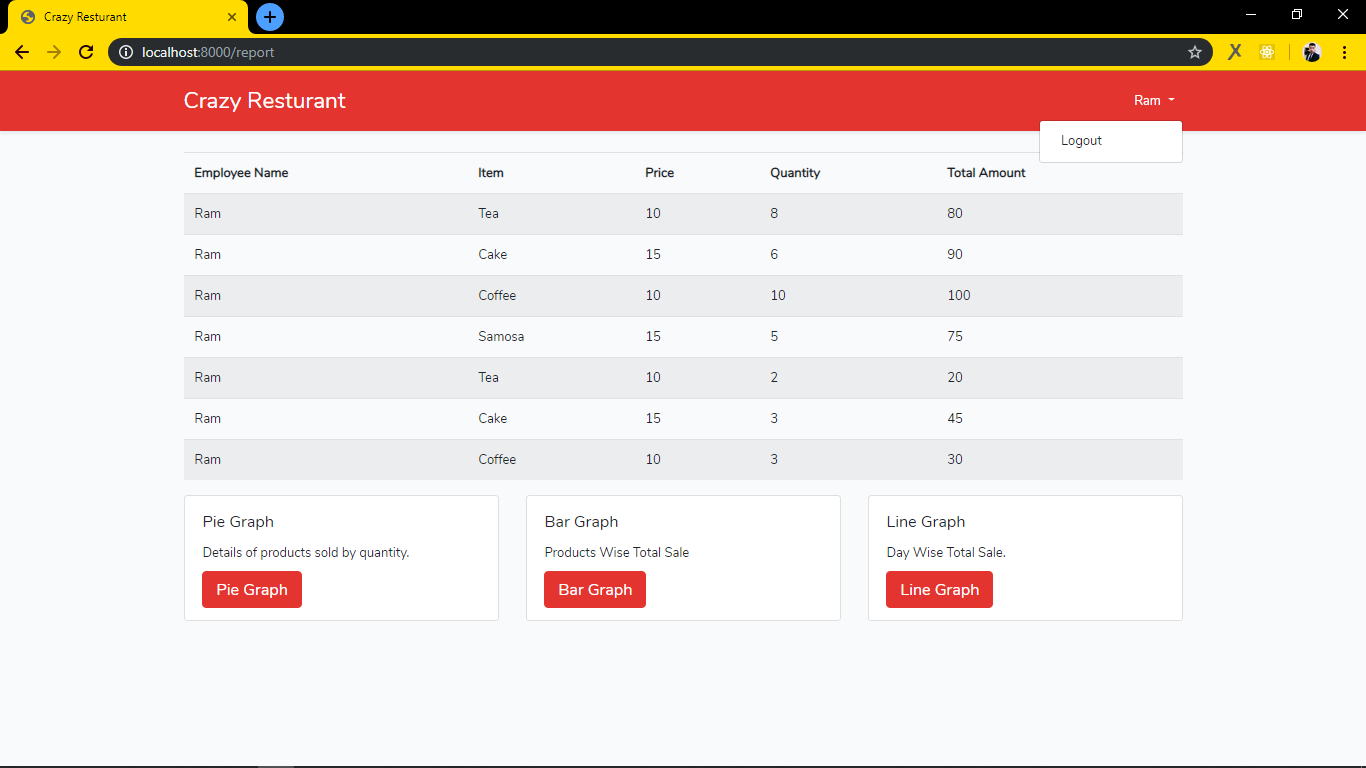 Crazy Resturant
localhost:8000/report
Crazy Resturant
Ram
Logout
Employee Name Item Price Quantity Total Amount
Ram Tea 10 8 80
Ram Cake 15 6 90
Ram Coffee 10 10 100
Ram Samosa 15 5 75
Ram Tea 10 2 20
Ram Cake 15 3 45
Ram Coffee 10 3 30
Pie Graph
Details of products sold by quantity.
Pie Graph
Bar Graph
Products Wise Total Sale
Bar Graph
Line Graph
Day Wise Total Sale.
Line Graph